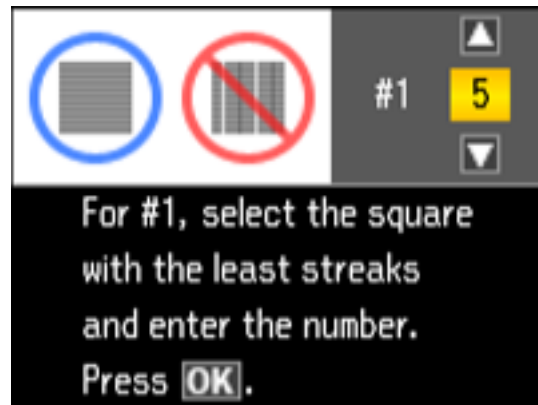 #1 5
For #1, select the square
with the least streaks
and enter the number.
Press OK.